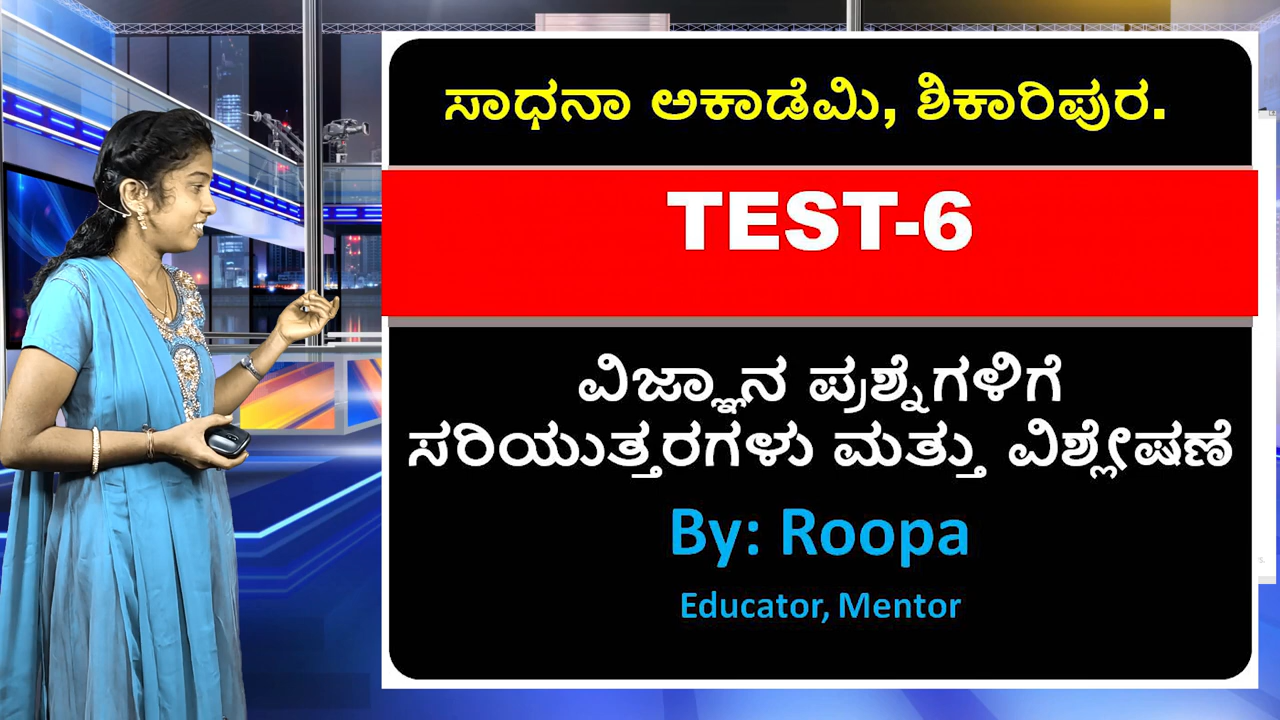 ಸಾಧನಾ ಅಕಾಡೆಮಿ, ಶಿಕಾರಿಪುರ.
TEST-6
ವಿಜ್ಞಾನ ಪ್ರಶ್ನೆಗಳಿಗೆ
ಸರಿಯುತ್ತರಗಳು ಮತ್ತು ವಿಶ್ಲೇಷಣೆ
By: Roopa
Educator, Mentor